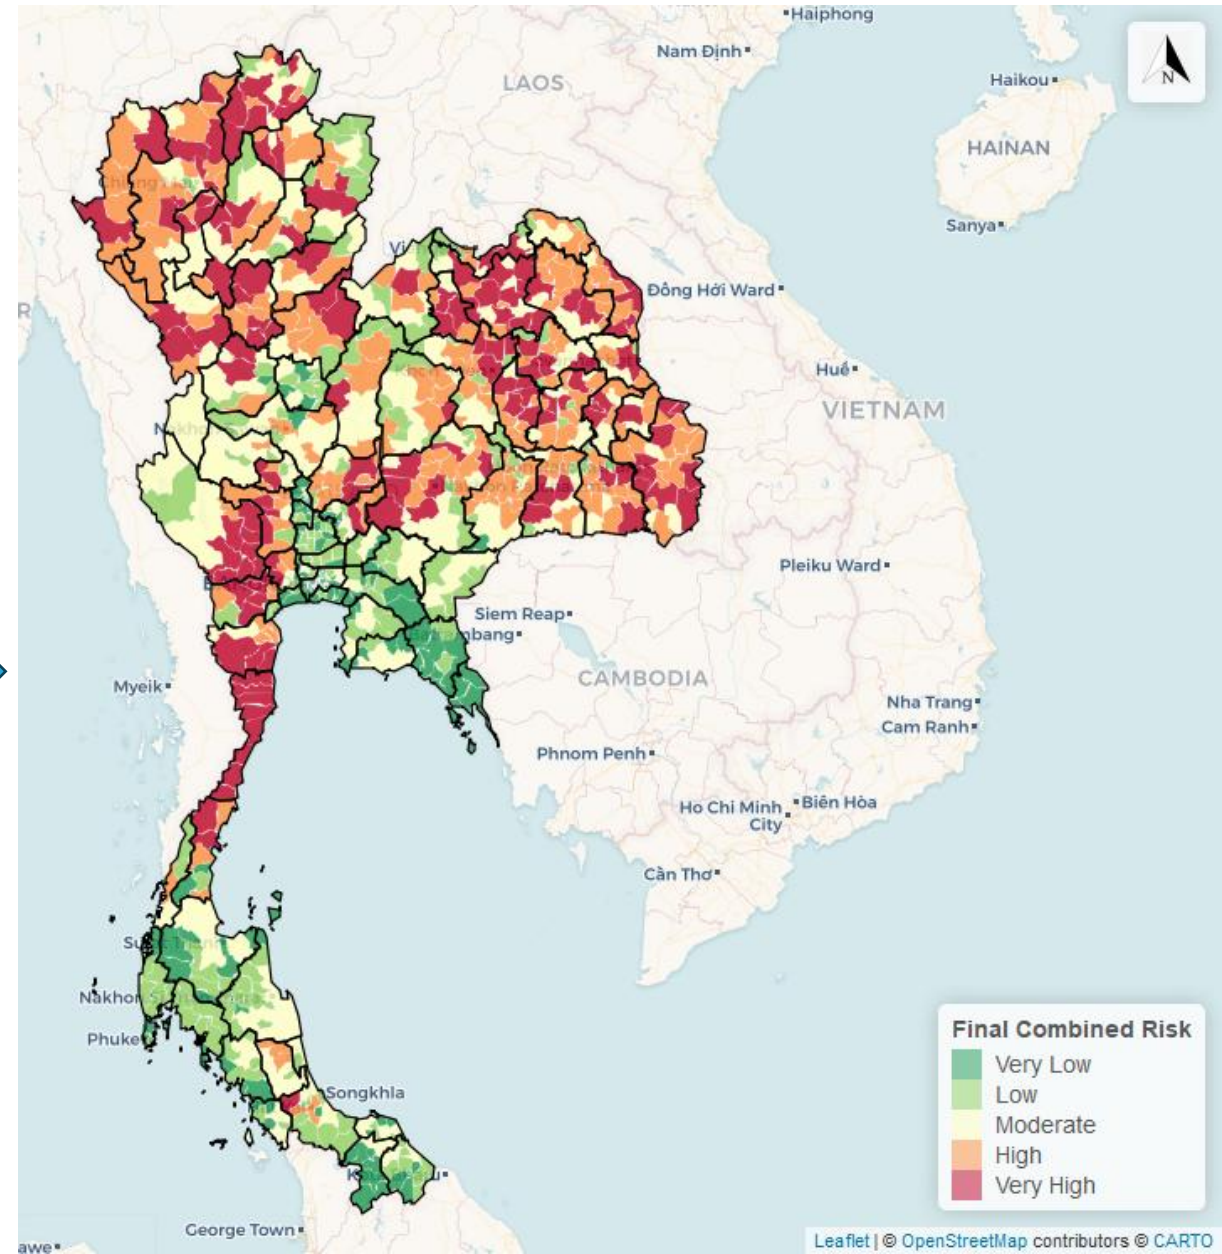 Haiphong
Nam Định
LAOS
Haikou
N
HAINAN
Sanya
Đồng Hới Ward
Huế
VIETNAM
Pleiku Ward
Siem Reap
CAMBODIA
Myeik
Nha Trang
Cam Ranh
Phnom Penh
Ho Chi Minh
City
Biên Hòa
Cần Thơ
Nakhon Si
Phuket
Songkhla
George Town
Final Combined Risk
Very Low
Low
Moderate
High
Very High
Leaflet | © OpenStreetMap contributors © CARTO